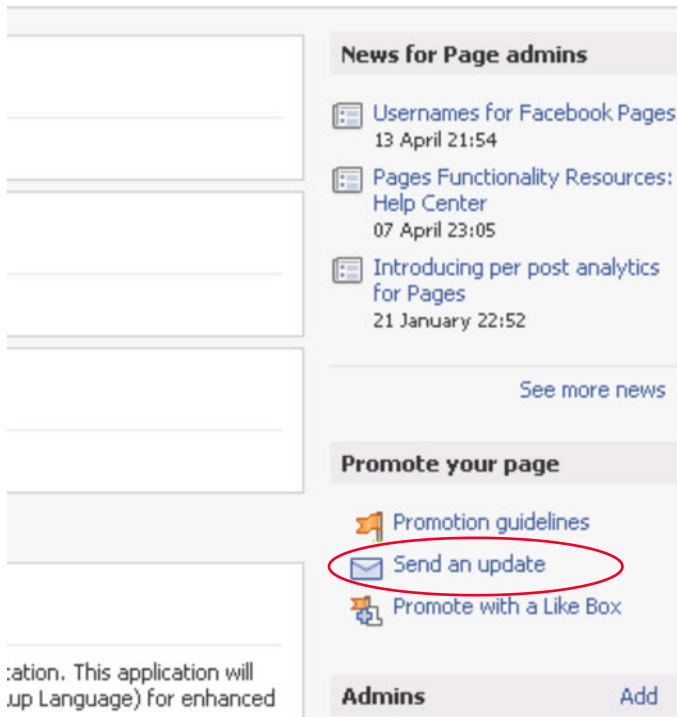 News for Page admins
Usernames for Facebook Pages
13 April 21:54
Pages Functionality Resources:
Help Center
07 April 23:05
Introducing per post analytics
for Pages
21 January 22:52
See more news
Promote your page
Promotion guidelines
Send an update
Promote with a Like Box
cation. This application will
up Language) for enhanced
Admins Add